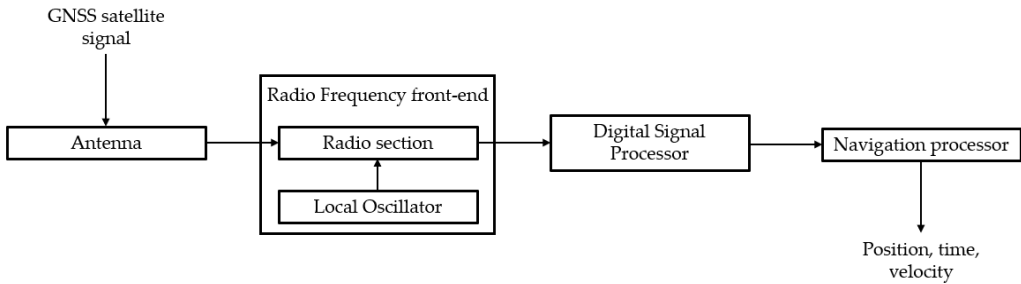 GNSS satellite
signal
Antenna
Radio Frequency front-end
Radio section
Local Oscillator
Digital Signal
Processor
Navigation processor
Position, time,
velocity